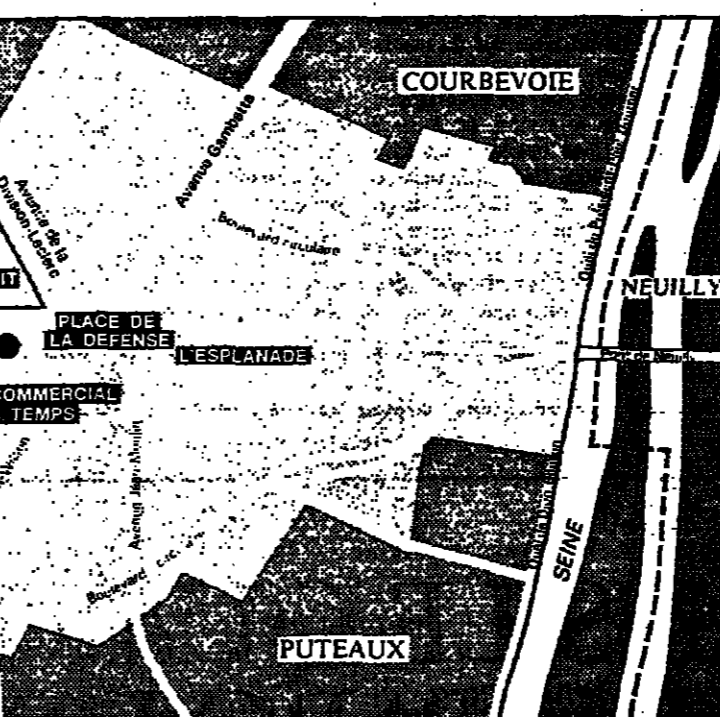 COURBEVOIE
Avenue Gambetta
Avenue de la
Division-Leclerc
Boulevard circulaire
NEUILLY
PLACE DE
LA DEFENSE
L'ESPLANADE
COMMERCIAL
TEMPS
Avenue Jean-Moulin
Boulevard
SEINE
PUTEAUX